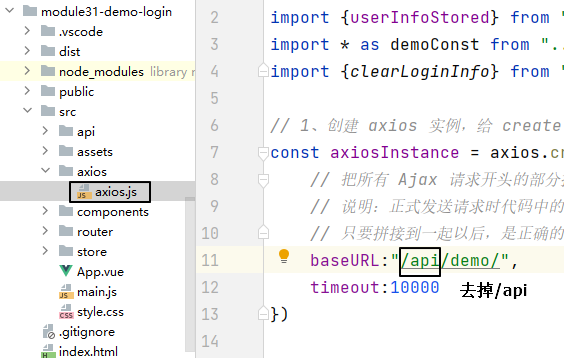 module31-demo-login
.vscode
dist
node_modules library r
public
src
api
assets
axios
axios.js
components
router
store
App.vue
main.js
style.css
.gitignore
index.html
2 import {userInfoStored} from "
3 import * as demoConst from "..
4 import {clearLoginInfo} from "
5
6 // 1、创建 axios 实例，给 create
7 const axiosInstance = axios.cr
8 // 把所有 Ajax 请求开头的部分
9 // 说明：正式发送请求时代码中的
10 // 只要拼接到一起以后，是正确的
11 baseURL:"/api/demo/",
12 timeout:10000 去掉/api
13 })
14